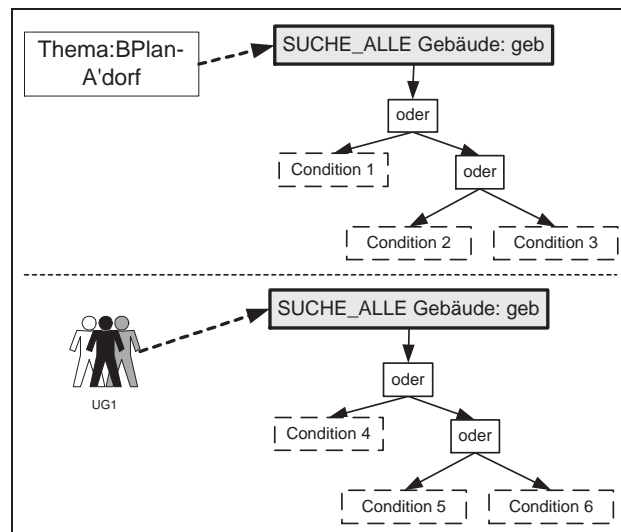 Thema:BPlan-
A'dorf
SUCHE_ALLE Gebäude: geb
oder
Condition 1
oder
Condition 2
Condition 3
SUCHE_ALLE Gebäude: geb
UG1
oder
Condition 4
oder
Condition 5
Condition 6